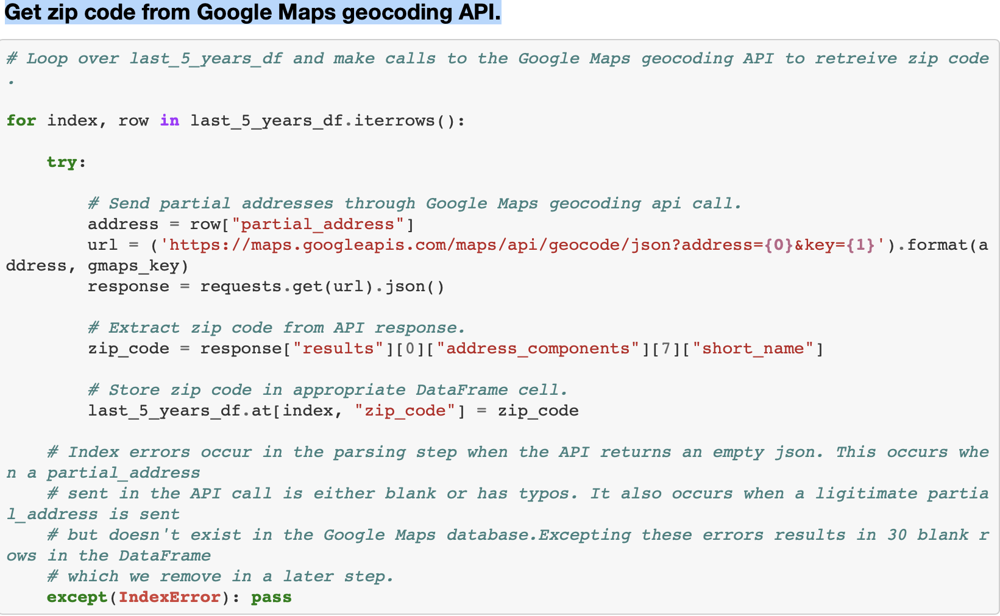 Get zip code from Google Maps geocoding API.
# Loop over last_5_years_df and make calls to the Google Maps geocoding API to retreive zip code
.
for index, row in last_5_years_df.iterrows():
    try:
        # Send partial addresses through Google Maps geocoding api call.
        address = row["partial_address"]
        url = ('https://maps.googleapis.com/maps/api/geocode/json?address={0}&key={1}').format(a
ddress, gmaps_key)
        response = requests.get(url).json()
        # Extract zip code from API response.
        zip_code = response["results"][0]["address_components"][7]["short_name"]
        # Store zip code in appropriate DataFrame cell.
        last_5_years_df.at[index, "zip_code"] = zip_code
    # Index errors occur in the parsing step when the API returns an empty json. This occurs whe
n a partial_address
    # sent in the API call is either blank or has typos. It also occurs when a ligitimate partia
l_address is sent
    # but doesn't exist in the Google Maps database.Excepting these errors results in 30 blank r
ows in the DataFrame
    # which we remove in a later step.
    except(IndexError): pass